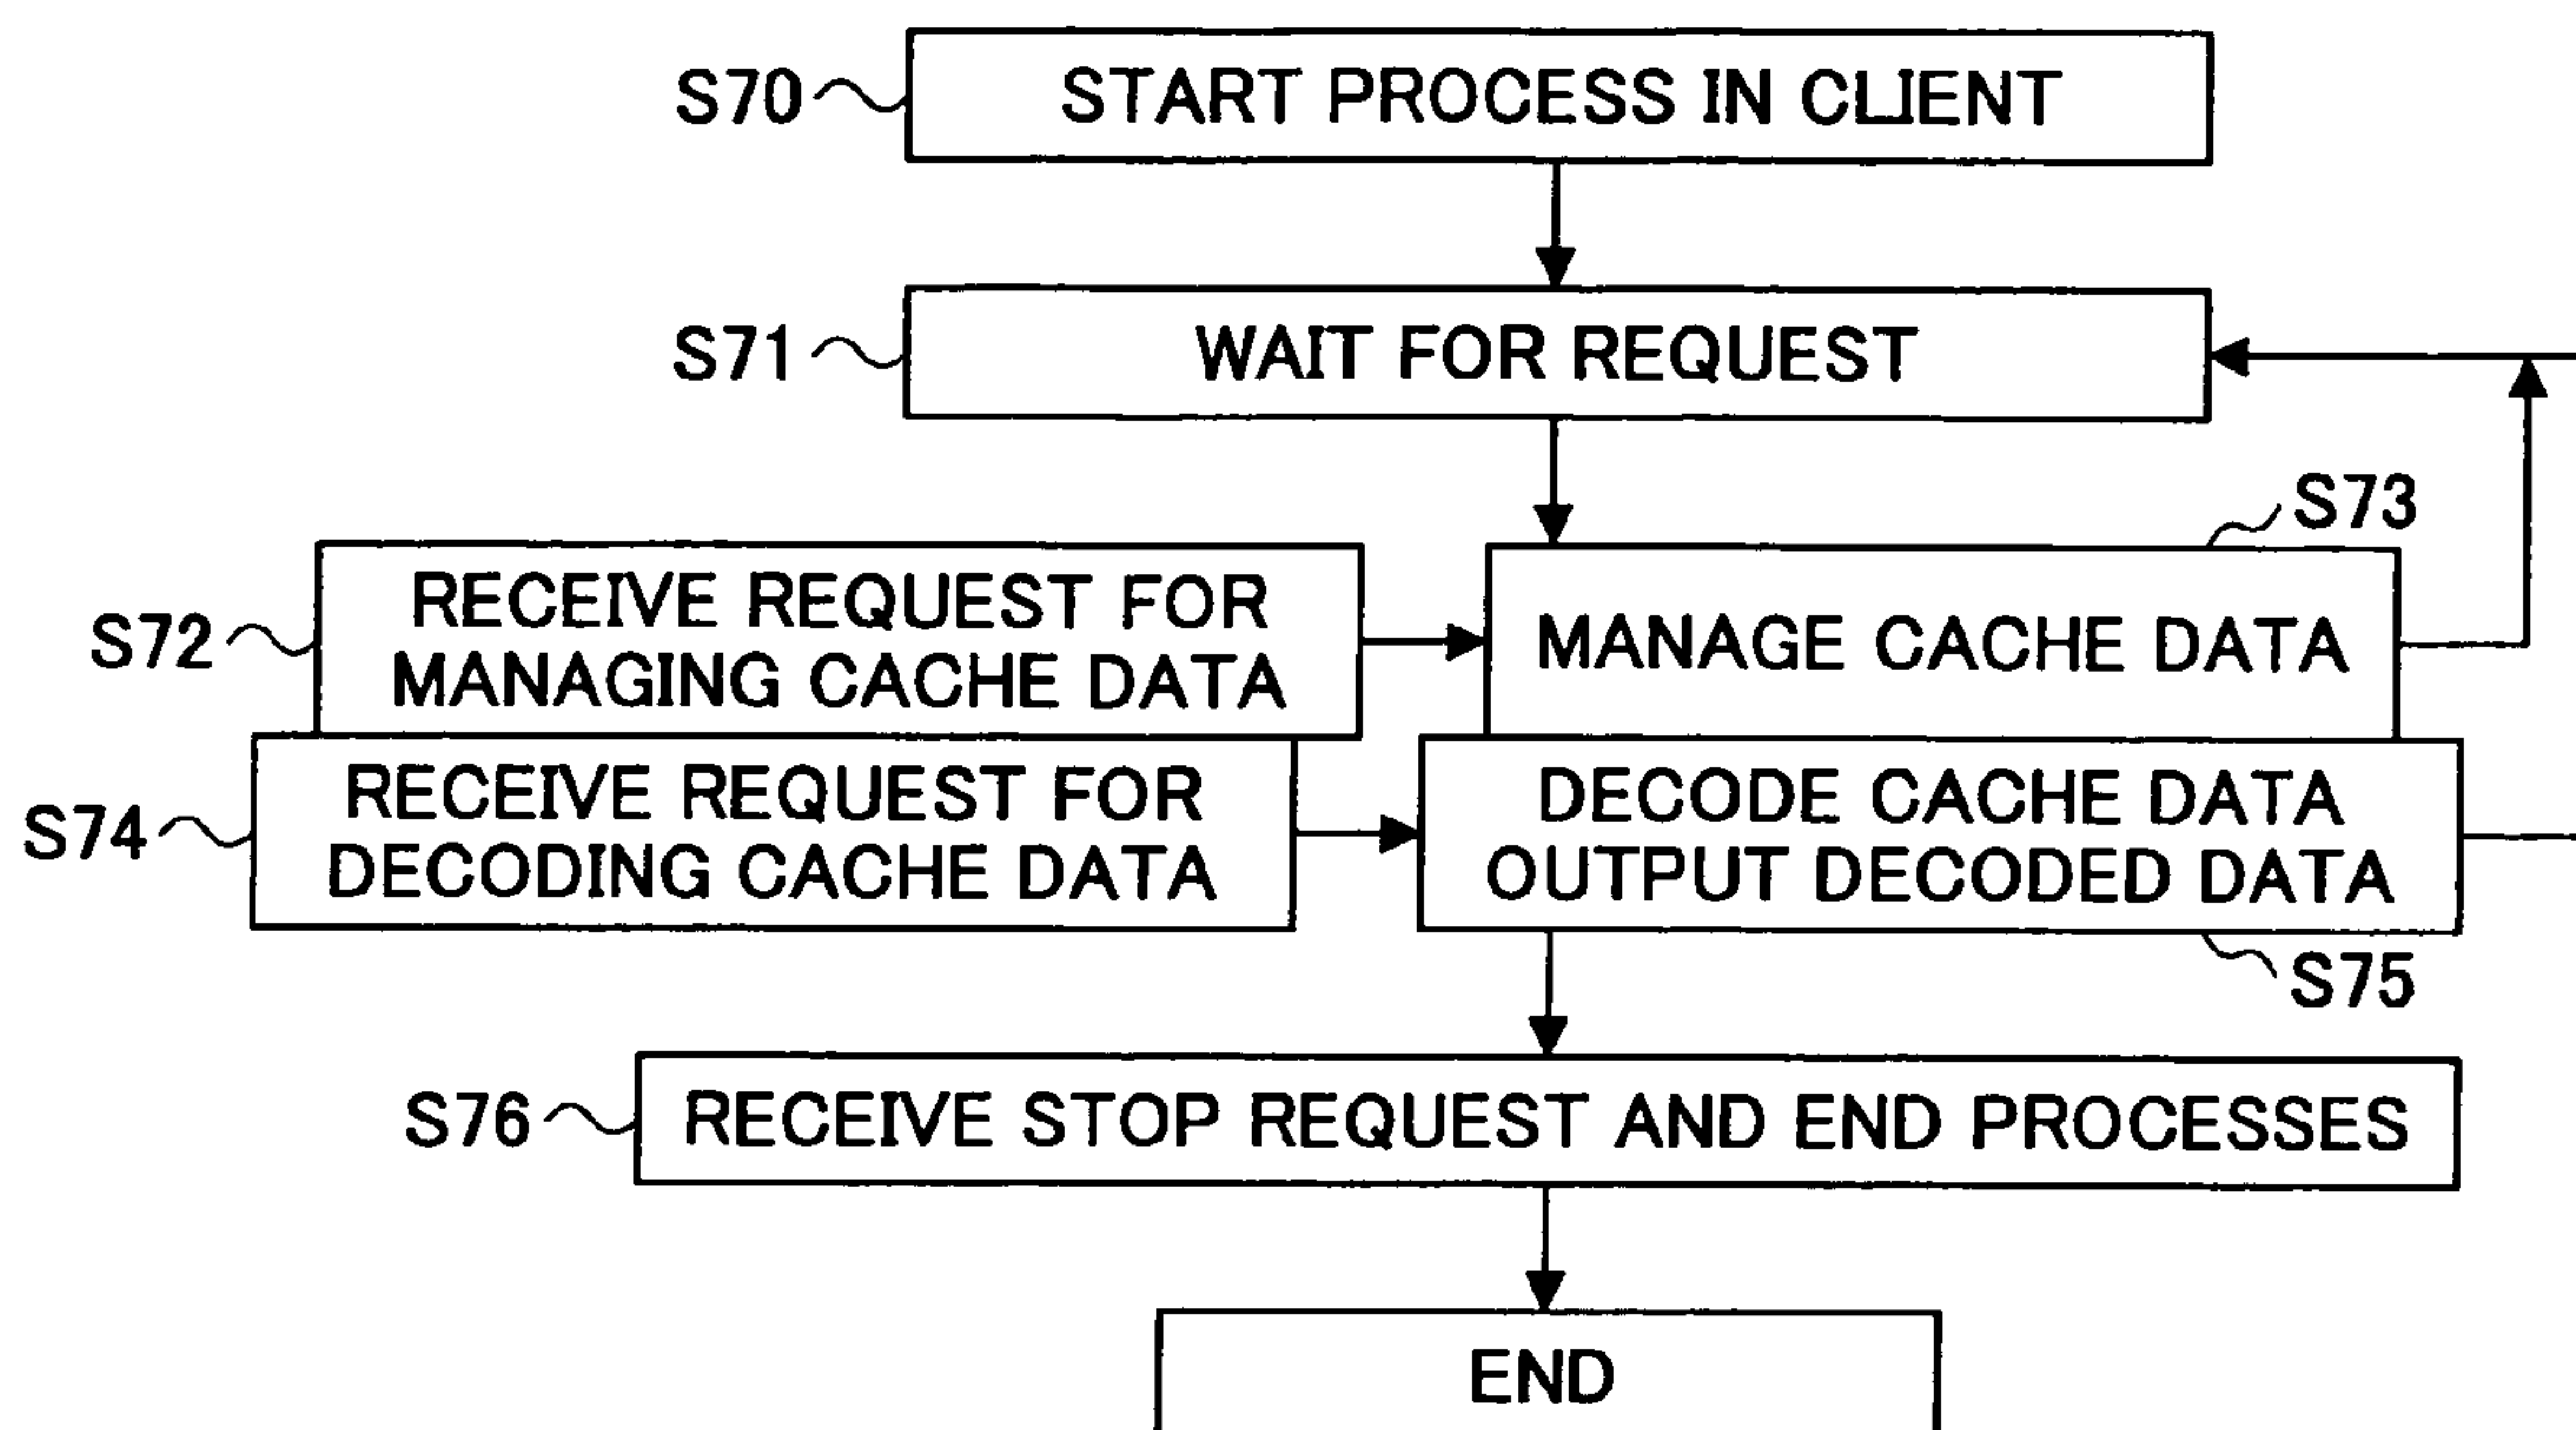 S70
START PROCESS IN CLIENT
S71
WAIT FOR REQUEST
S73
S72
RECEIVE REQUEST FOR
MANAGING CACHE DATA
MANAGE CACHE DATA
S74
RECEIVE REQUEST FOR
DECODING CACHE DATA
DECODE CACHE DATA
OUTPUT DECODED DATA
S75
S76
RECEIVE STOP REQUEST AND END PROCESSES
END